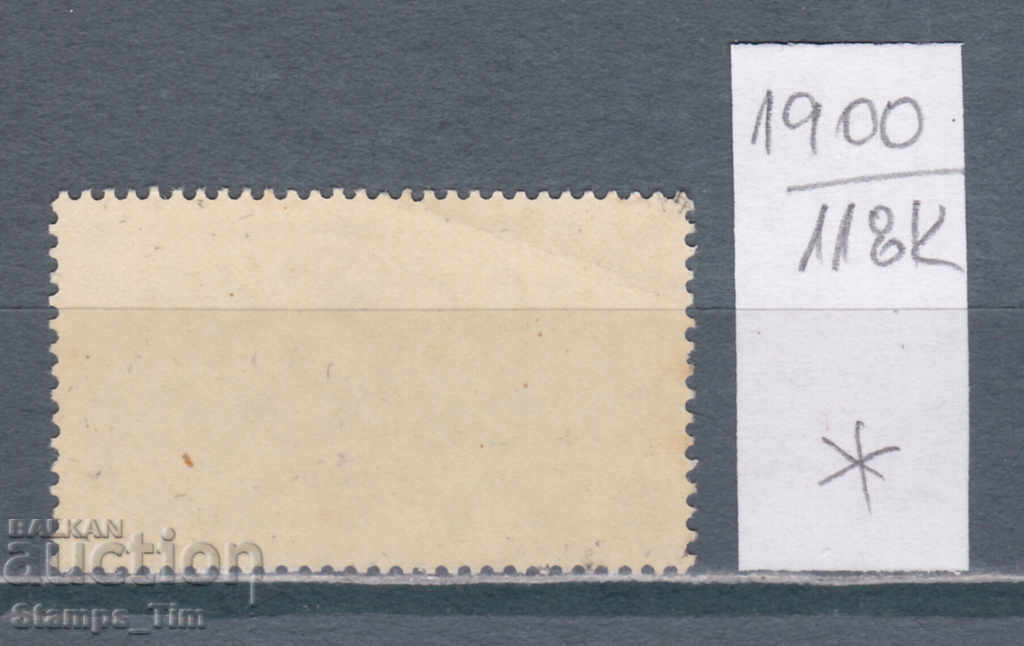 1900
118K
*
BALKAN
auction
Stamps_Tim